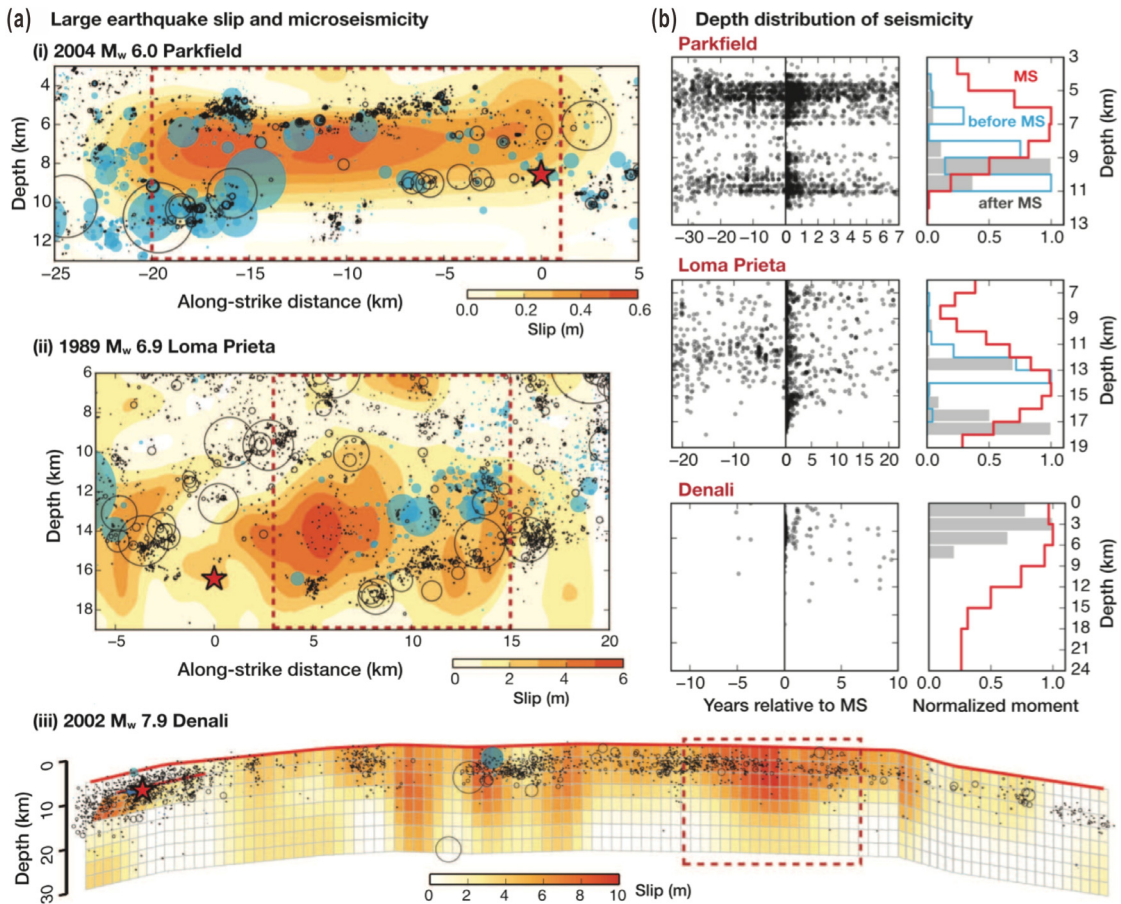 (a) Large earthquake slip and microseismicity
(i) 2004 Mw 6.0 Parkfield
4
6
8
10
12
Depth (km)
−25 −20 −15 −10 −5 0 5
Along-strike distance (km)
0.0 0.2 0.4 0.6
Slip (m)
(ii) 1989 Mw 6.9 Loma Prieta
6
8
10
12
14
16
18
Depth (km)
−5 0 5 10 15 20
Along-strike distance (km)
0 2 4 6
Slip (m)
(b) Depth distribution of seismicity
Parkfield
−30 −20 −10 0 1 2 3 4 5 6 7
MS
before MS
after MS
3
5
7
9
11
13
Depth (km)
0.0 0.5 1.0
Loma Prieta
−20 −10 0 5 10 15 20
7
9
11
13
15
17
19
Depth (km)
0.0 0.5 1.0
Denali
−10 −5 0 5 10
Years relative to MS
0
3
6
9
12
15
18
21
24
Depth (km)
0.0 0.5 1.0
Normalized moment
(iii) 2002 Mw 7.9 Denali
0
10
20
30
Depth (km)
0 2 4 6 8 10
Slip (m)